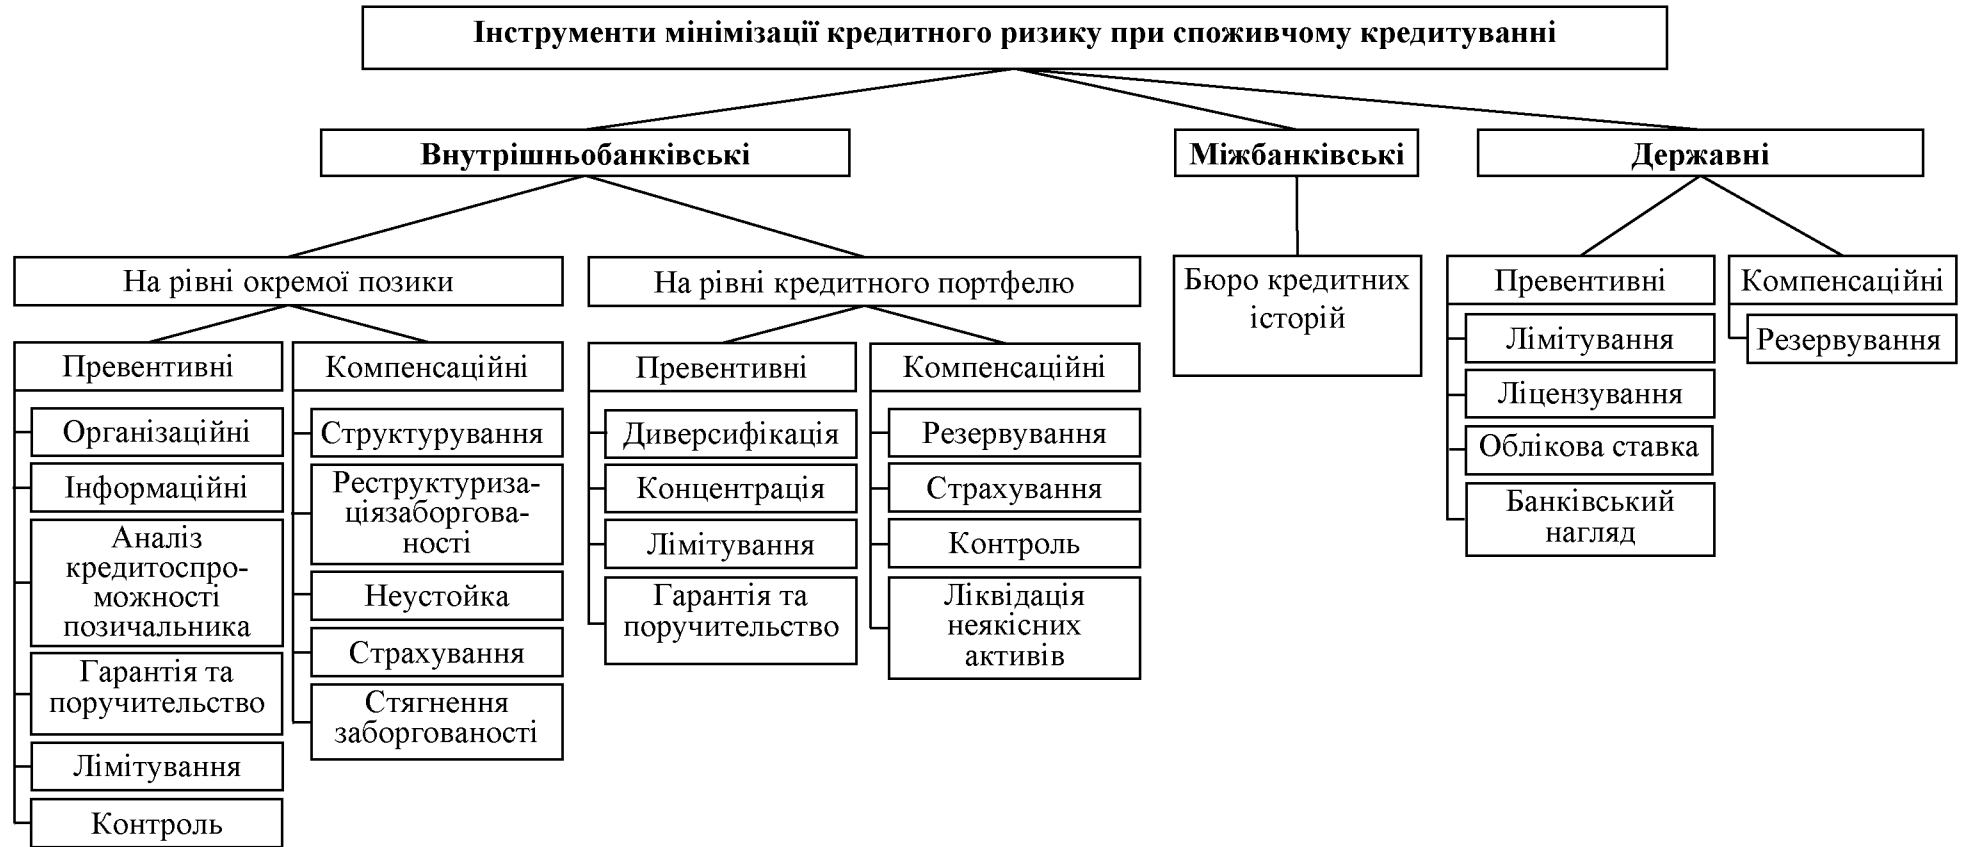 Інструменти мінімізації кредитного ризику при споживчому кредитуванні
Внутрішньобанківські
Міжбанківські
Державні
На рівні окремої позики
На рівні кредитного портфелю
Бюро кредитних
історій
Превентивні
Компенсаційні
Лімітування
Ліцензування
Облікова ставка
Банківський
нагляд
Резервування
Превентивні
Організаційні
Інформаційні
Аналіз
кредитоспро-
можності
позичальника
Гарантія та
поручительство
Лімітування
Контроль
Компенсаційні
Структурування
Реструктуриза-
ціязаборгова-
ності
Неустойка
Страхування
Стягнення
заборгованості
Превентивні
Диверсифікація
Концентрація
Лімітування
Гарантія та
поручительство
Компенсаційні
Резервування
Страхування
Контроль
Ліквідація
неякісних
активів